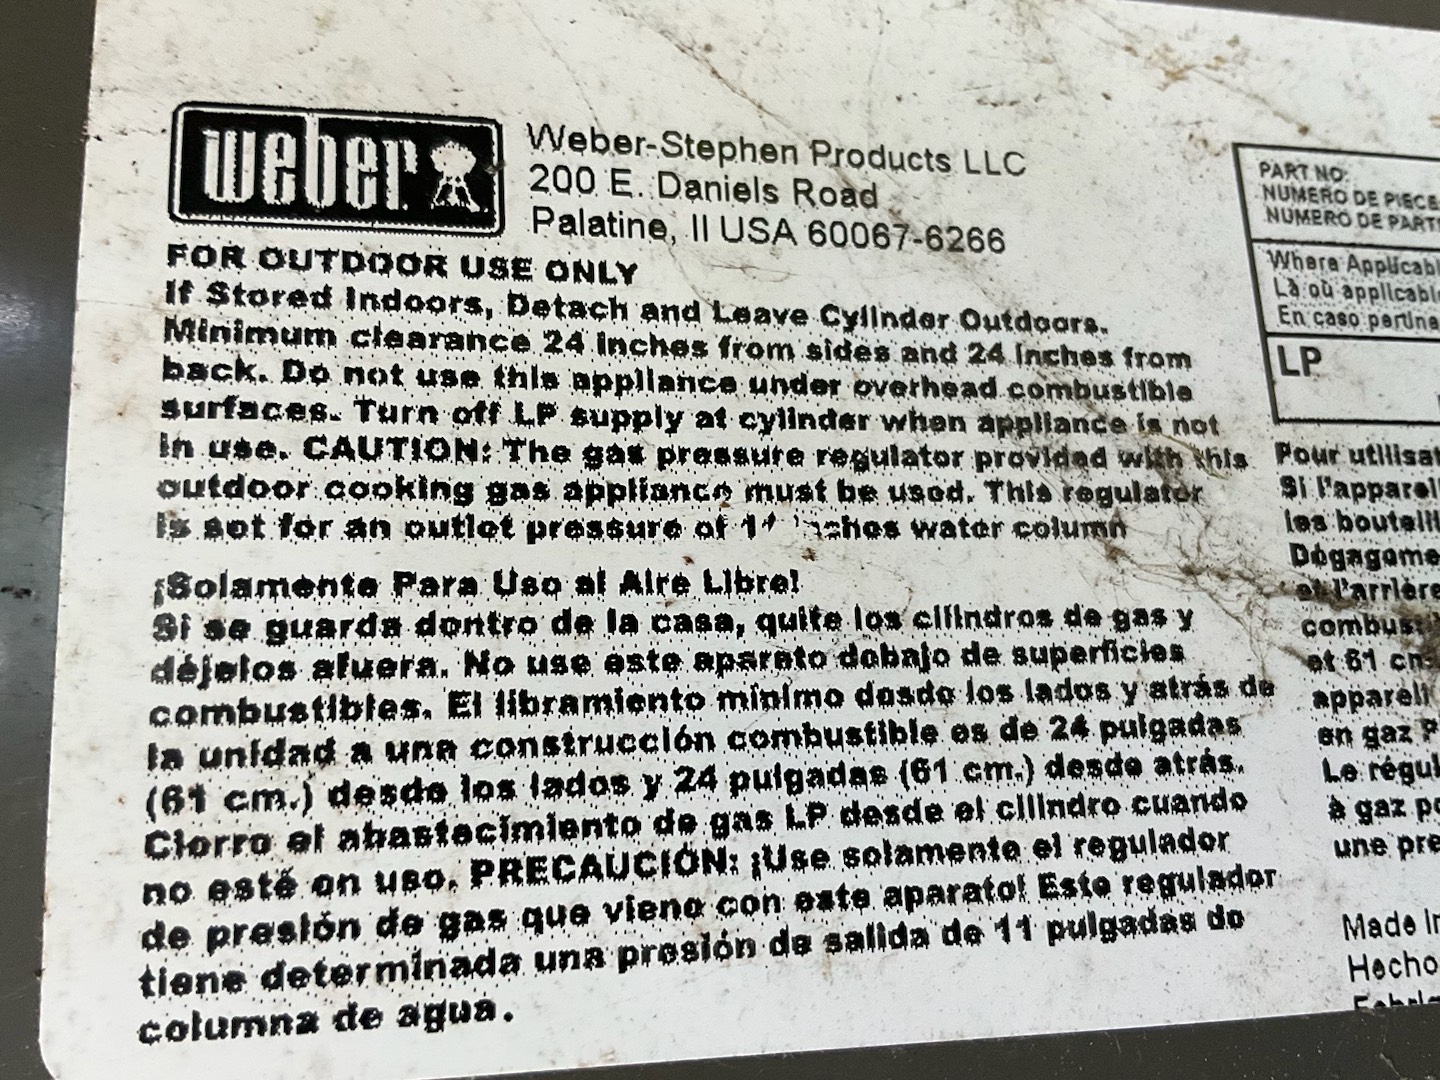 weber
Weber-Stephen Products LLC
200 E. Daniels Road
Palatine, Il USA 60067-6266
FOR OUTDOOR USE ONLY
If Stored Indoors, Detach and Leave Cylinder Outdoors.
Minimum clearance 24 inches from sides and 24 inches from
back. Do not use this appliance under overhead combustible
surfaces. Turn off LP supply at cylinder when appliance is not
in use. CAUTION: The gas pressure regulator provided with this
outdoor cooking gas appliance must be used. This regulator
is set for an outlet pressure of inches water column
¡Solamente Para Uso al Aire Libre!
Si se guarda dentro de la casa, quite los cilindros de gas y
déjelos afuera. No use este aparato debajo de superficies
combustibles. El libramiento mínimo desde los lados y atrás de
la unidad a una construcción combustible es de 24 pulgadas
(61 cm.) desde los lados y 24 pulgadas (61 cm.) desde atrás.
Cierre el abastecimiento de gas LP desde el cilindro cuando
no esté en uso. PRECAUCIÓN: ¡Use solamente el regulador
de presión de gas que viene con este aparato! Este regulador
tiene determinada una presión de salida de 11 pulgadas de
columna de agua.
PART NO:
NUMERO DE PIECE
NUMERO DE PART
Where Applicabl
Là où applicable
En caso pertine
LP
Pour utilisat
Si l'appareil
les bouteill
Dégageme
et l'arrière
combus
et 61 cm
appareil
en gaz P
Le régul
à gaz po
une pre
Made In
Hecho
Fabriq